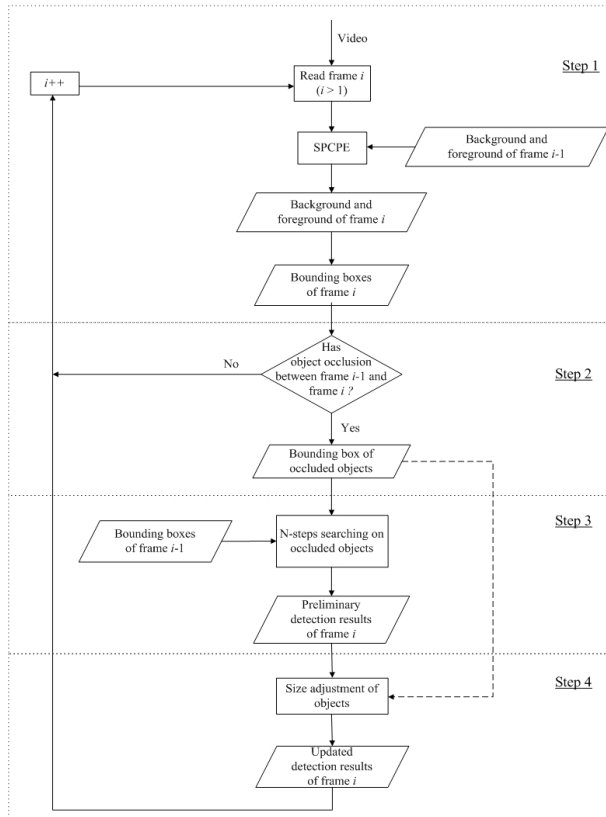 Video
Step 1
i++
Read frame i
(i > 1)
SPCPE
Background and
foreground of frame i-1
Background and
foreground of frame i
Bounding boxes
of frame i
Has
object occlusion
between frame i-1 and
frame i ?
No
Step 2
Yes
Bounding box of
occluded objects
Step 3
Bounding boxes
of frame i-1
N-steps searching on
occluded objects
Preliminary
detection results
of frame i
Step 4
Size adjustment of
objects
Updated
detection results
of frame i